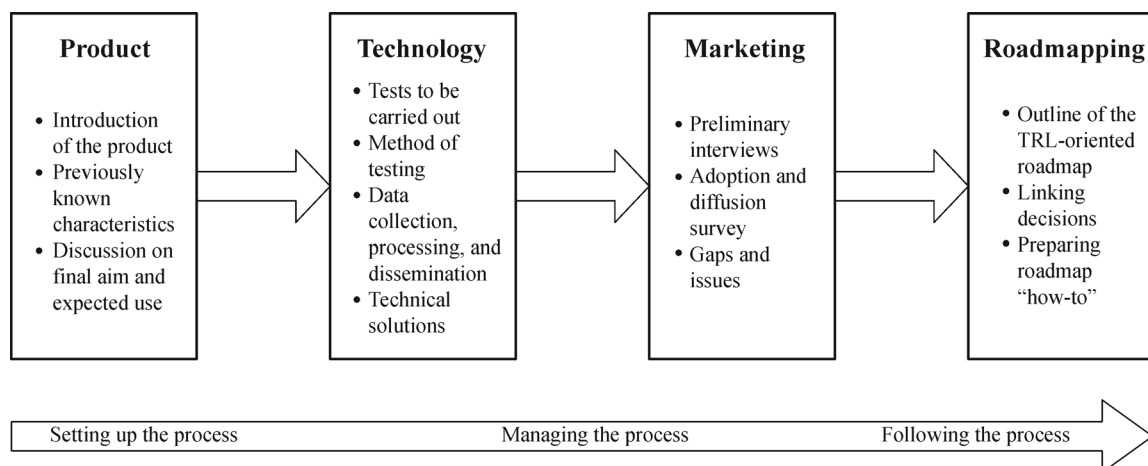 Product
• Introduction
of the product
• Previously
known
characteristics
• Discussion on
final aim and
expected use
Technology
• Tests to be
carried out
• Method of
testing
• Data
collection,
processing, and
dissemination
• Technical
solutions
Marketing
• Preliminary
interviews
• Adoption and
diffusion
survey
• Gaps and
issues
Roadmapping
• Outline of the
TRL-oriented
roadmap
• Linking
decisions
• Preparing
roadmap
“how-to”
Setting up the process
Managing the process
Following the process